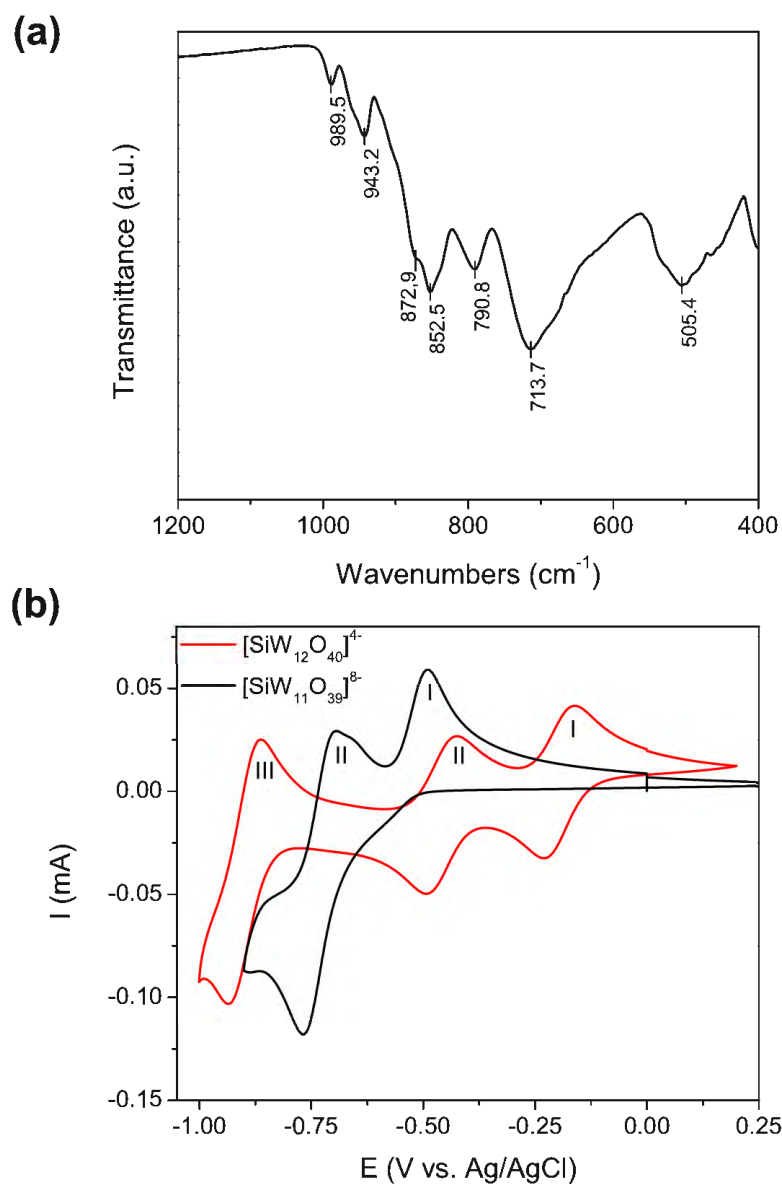 (a)
Transmittance (a.u.)
989.5
943.2
872,9
852.5
790.8
713.7
505.4
1200 1000 800 600 400
Wavenumbers (cm⁻¹)
(b)
[SiW₁₂O₄₀]⁴⁻
[SiW₁₁O₃₉]⁸⁻
I
II
III
II
I
I (mA)
0.05
0.00
-0.05
-0.10
-0.15
-1.00 -0.75 -0.50 -0.25 0.00 0.25
E (V vs. Ag/AgCl)